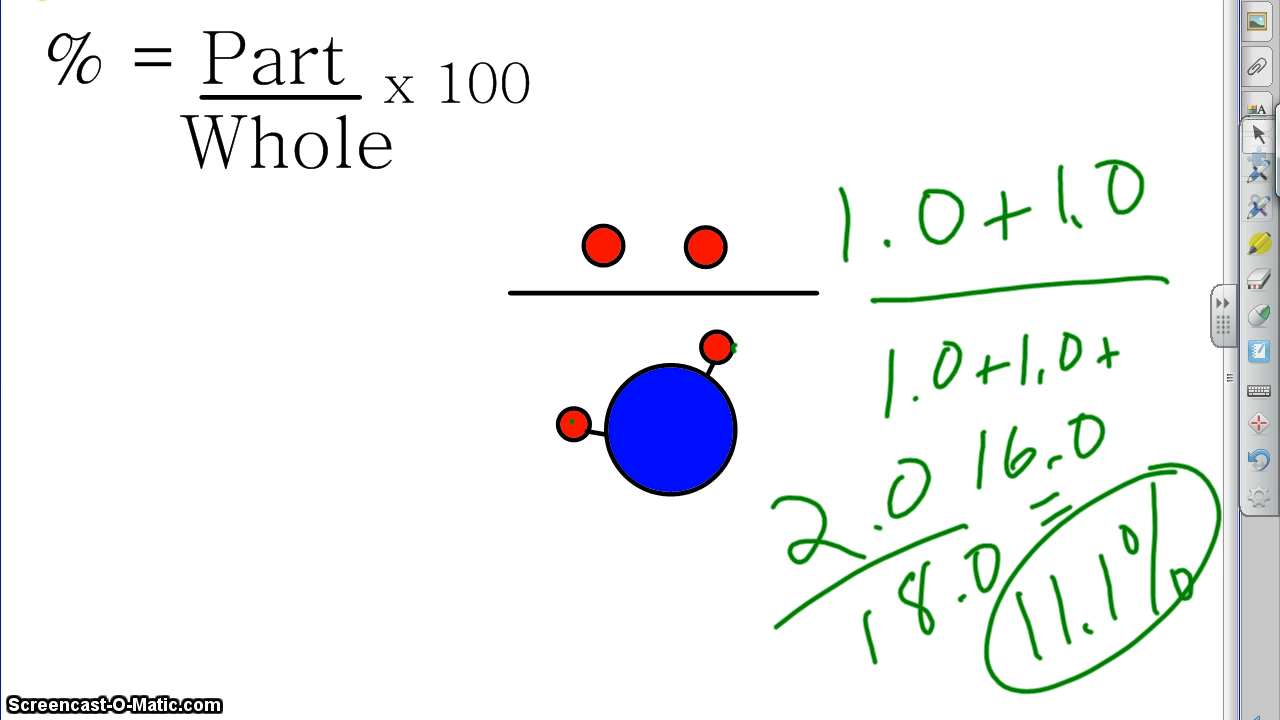 % = Part x 100
Whole
1.0+1.0
1.0+1.0+
16.0
2.0 =
18.0 11.1%
Screencast-O-Matic.com